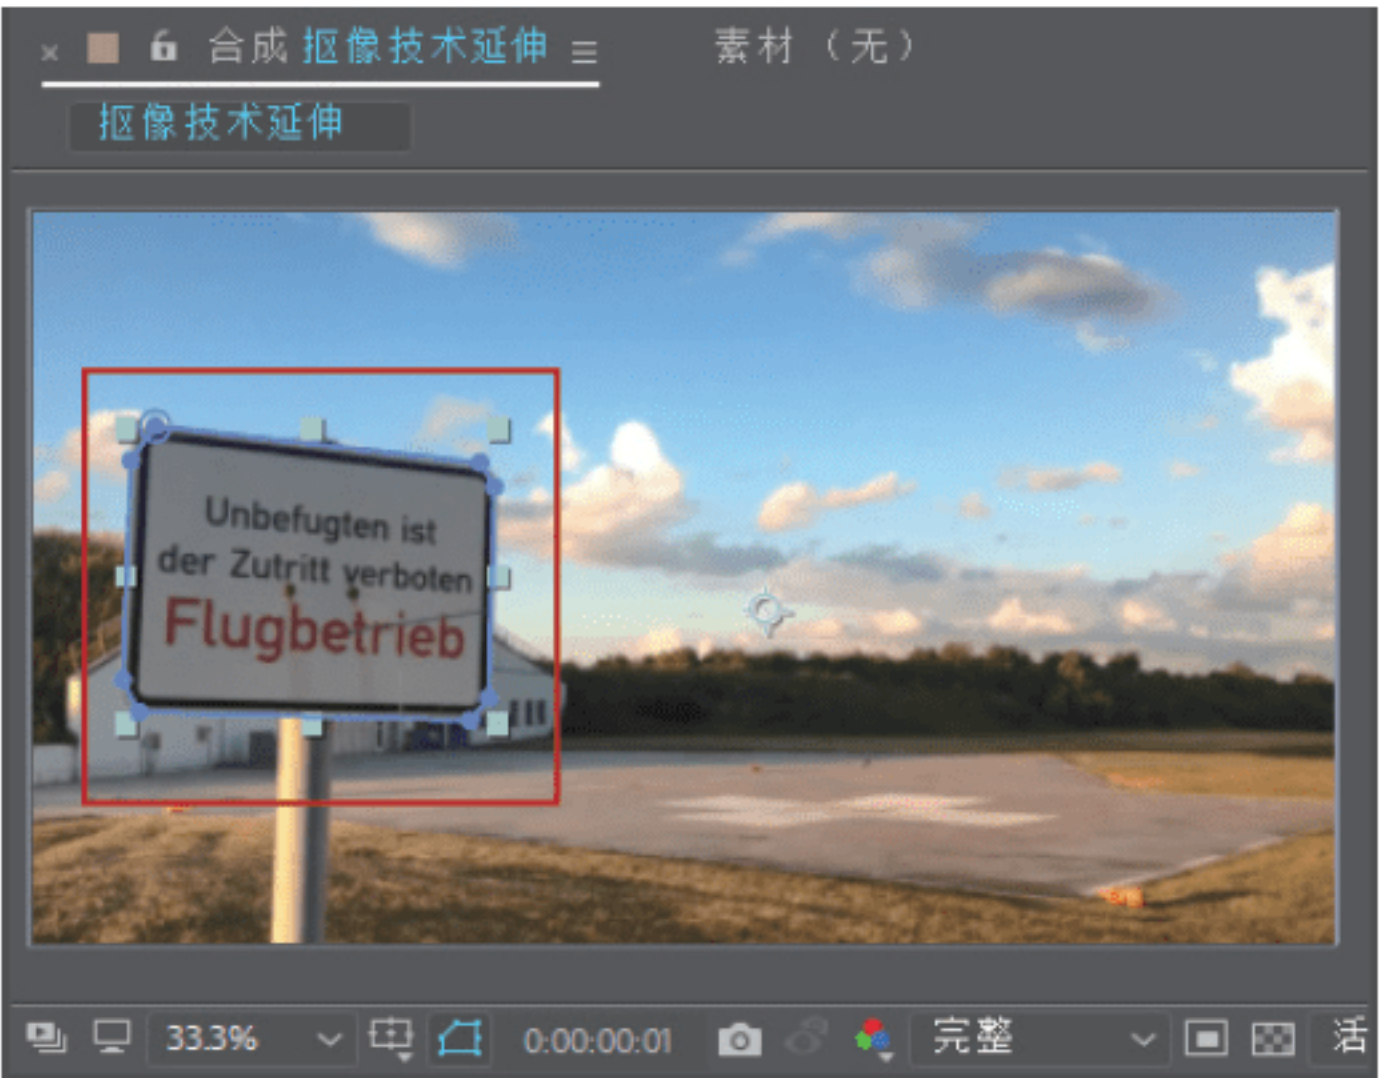 合成 抠像技术延伸
素材 （无）
抠像技术延伸
Unbefugten ist
der Zutritt verboten
Flugbetrieb
33.3%
0:00:00:01
完整
活